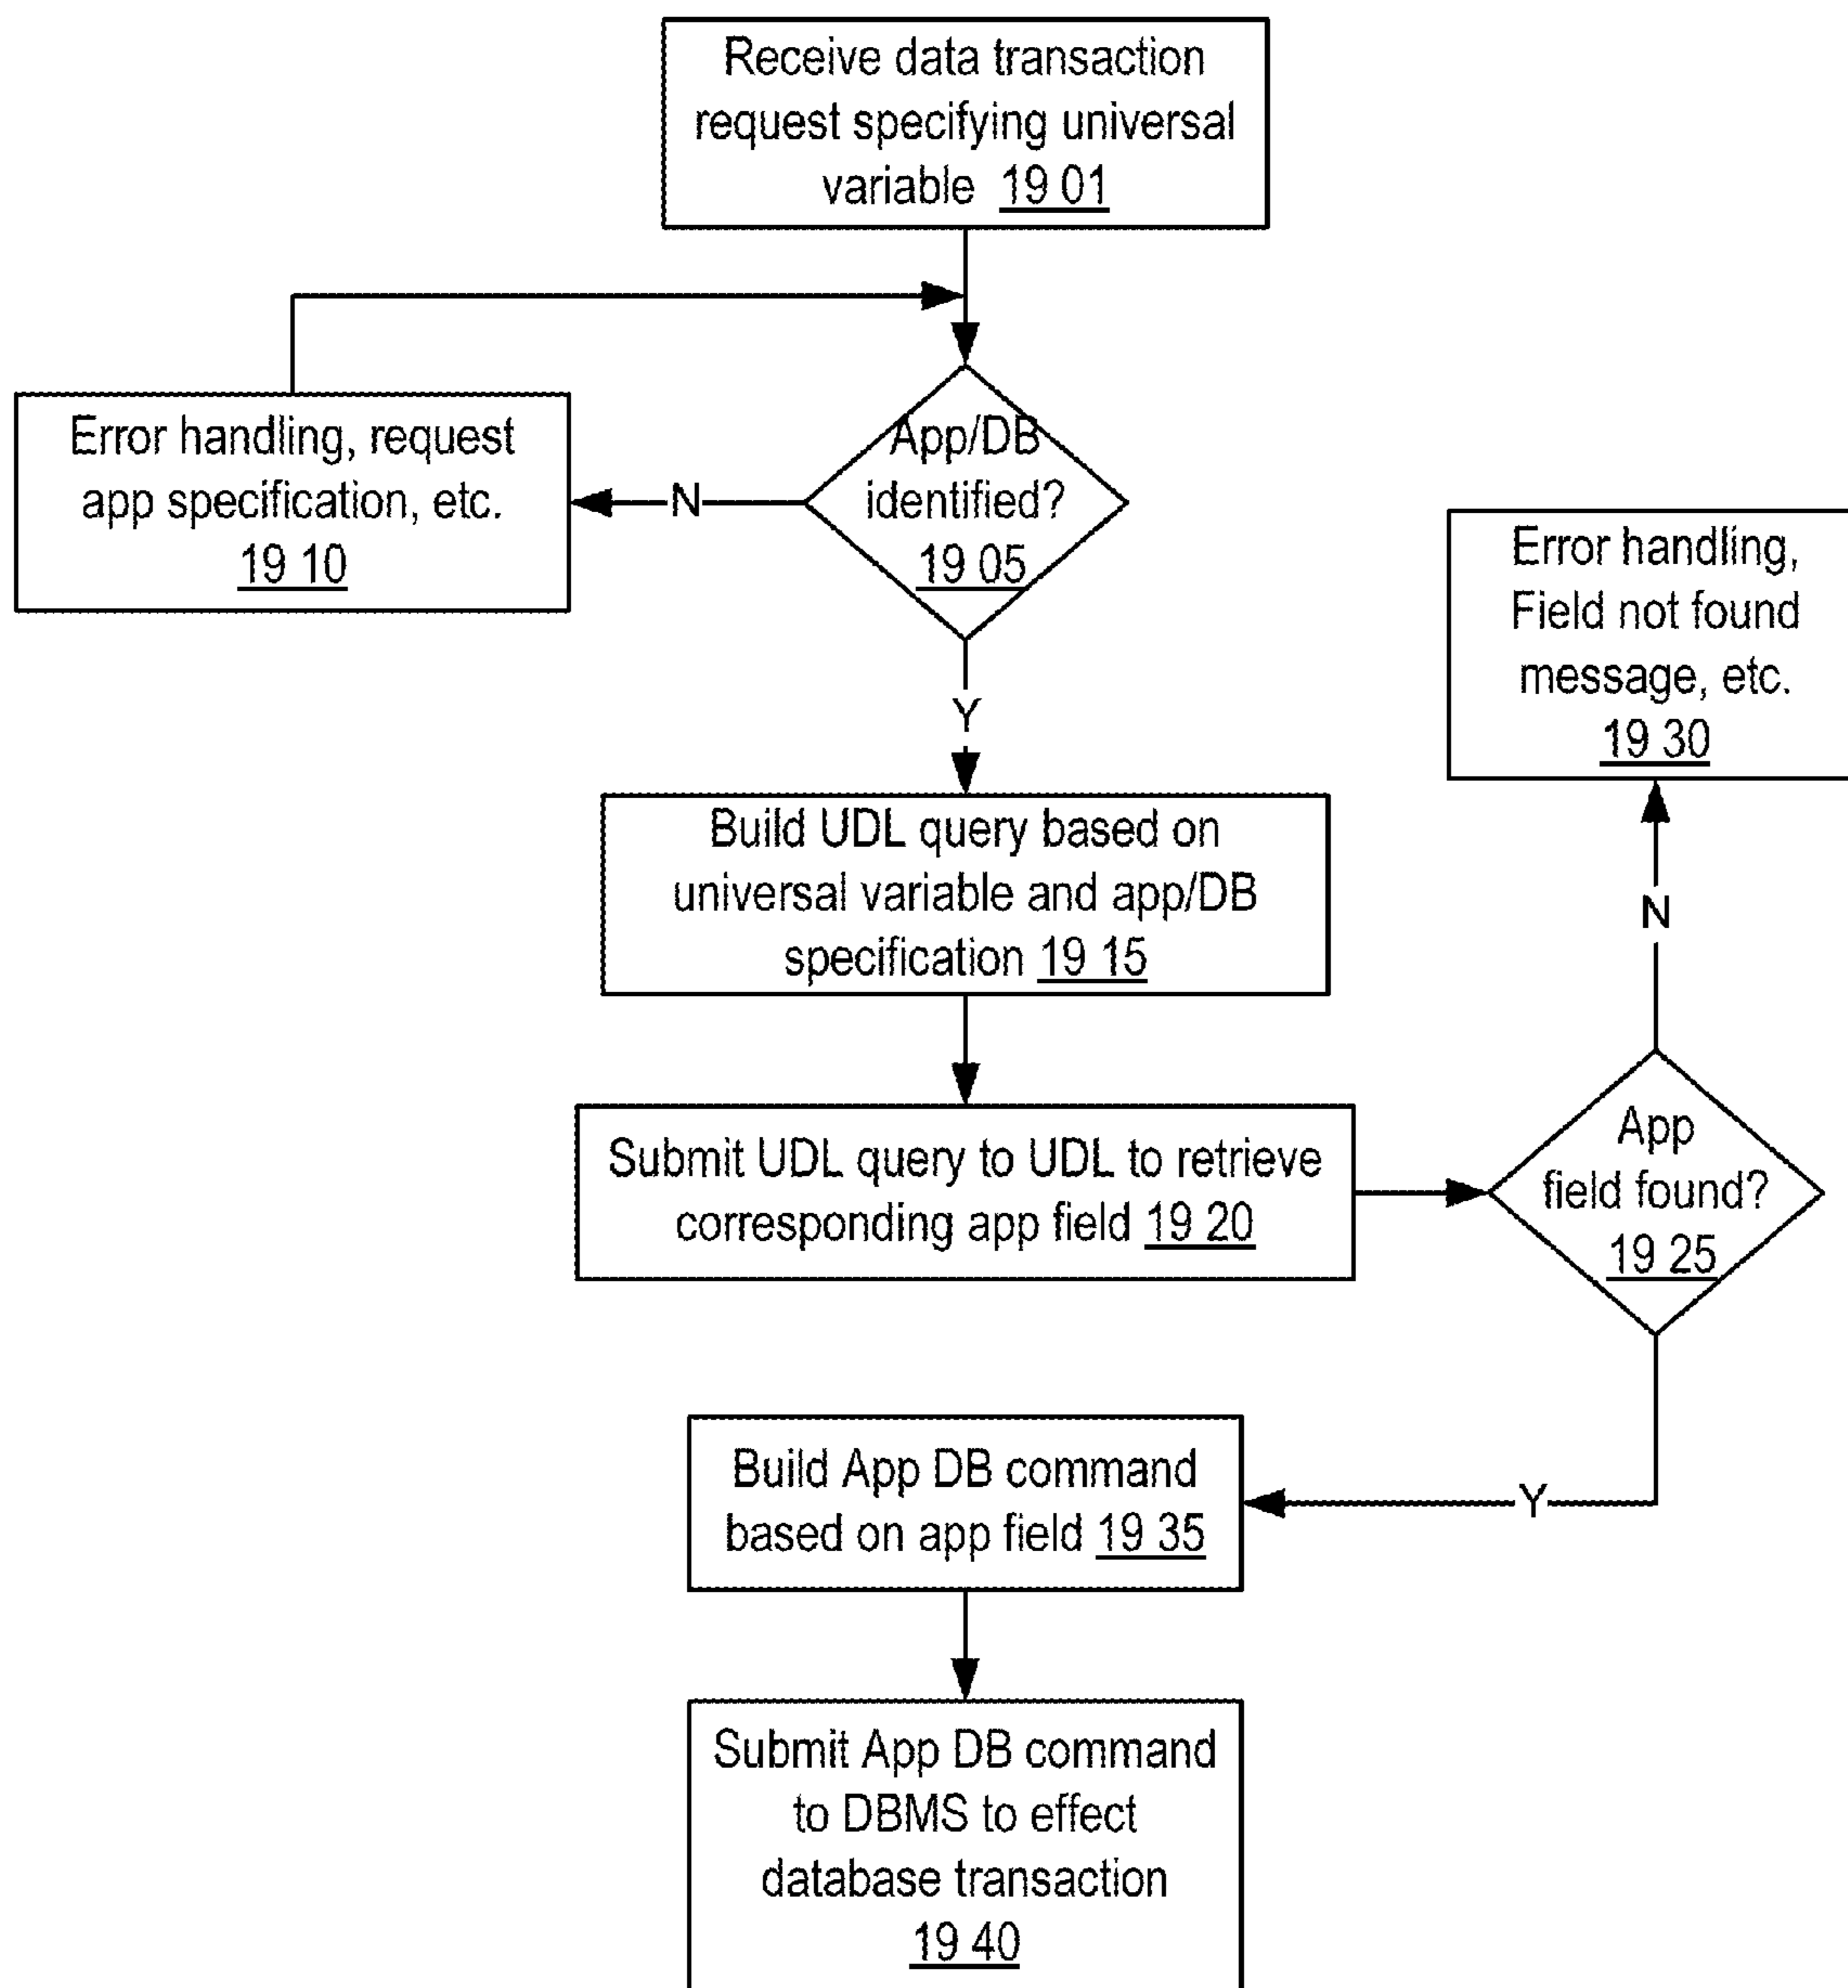 Receive data transaction
request specifying universal
variable 19 01
App/DB
identified?
19 05
N
Error handling, request
app specification, etc.
19 10
Y
Build UDL query based on
universal variable and app/DB
specification 19 15
Submit UDL query to UDL to retrieve
corresponding app field 19 20
App
field found?
19 25
N
Error handling,
Field not found
message, etc.
19 30
Y
Build App DB command
based on app field 19 35
Submit App DB command
to DBMS to effect
database transaction
19 40